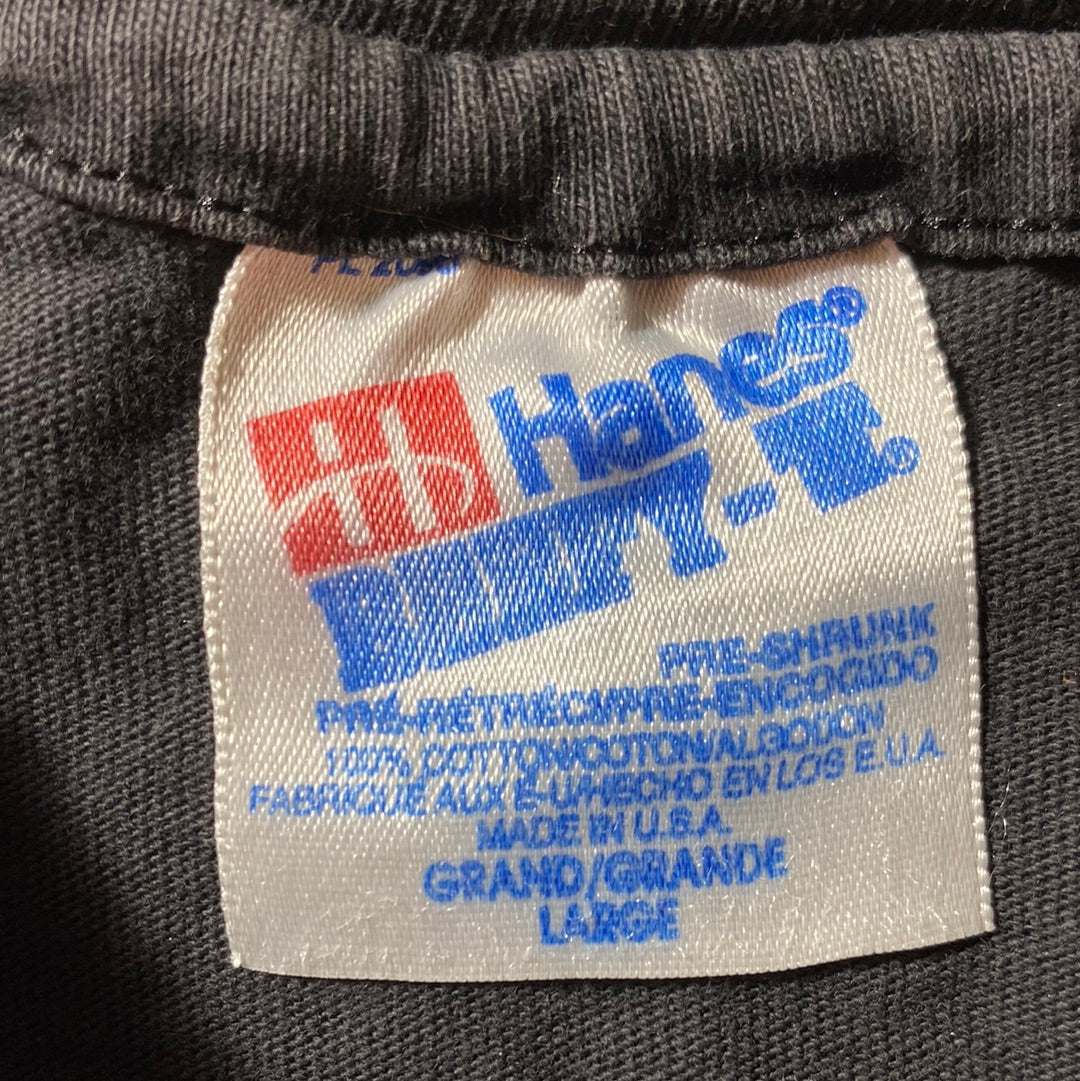 Hanes®
BEEFY-T®
PRE-SHRUNK
PRÉ-RÉTRÉCI/PRE-ENCOGIDO
100% COTTON/COTON/ALGODON
FABRIQUÉ AUX É-U/HECHO EN LOS E.U.A.
MADE IN U.S.A.
GRAND/GRANDE
LARGE